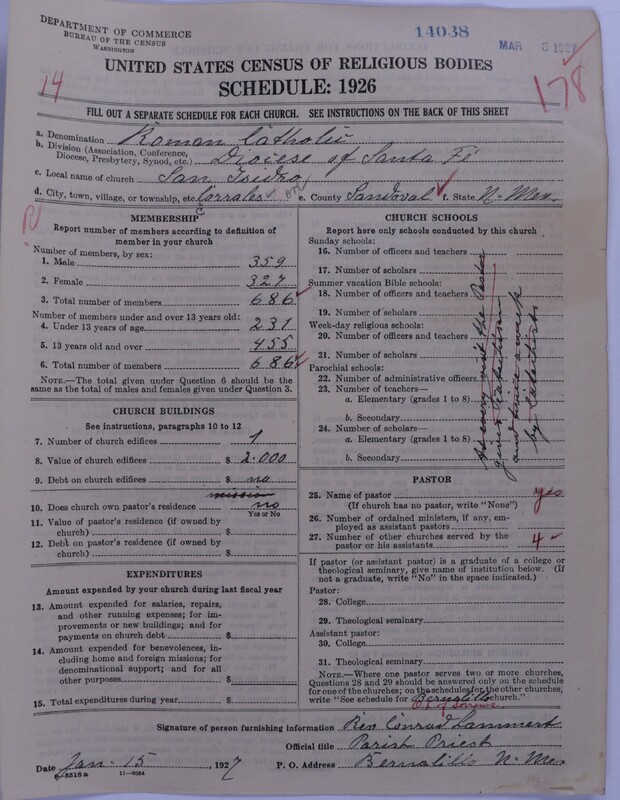 DEPARTMENT OF COMMERCE
BUREAU OF THE CENSUS
WASHINGTON
14038
MAR 3 1927
UNITED STATES CENSUS OF RELIGIOUS BODIES
SCHEDULE: 1926
14
178
FILL OUT A SEPARATE SCHEDULE FOR EACH CHURCH. SEE INSTRUCTIONS ON THE BACK OF THIS SHEET
a. Denomination Roman Catholic
b. Division (Association, Conference, Diocese, Presbytery, Synod, etc.) Diocese of Santa Fé
c. Local name of church San Isidro
d. City, town, village, or township, etc. Corrales e. County Sandoval f. State N. Mex.
MEMBERSHIP
Report number of members according to definition of member in your church
Number of members, by sex:
1. Male 359
2. Female 327
3. Total number of members 686
Number of members under and over 13 years old:
4. Under 13 years of age 231
5. 13 years old and over 455
6. Total number of members 686
NOTE.—The total given under Question 6 should be the same as the total of males and females given under Question 3.
CHURCH BUILDINGS
See instructions, paragraphs 10 to 12
7. Number of church edifices 1
8. Value of church edifices $ 2.000
9. Debt on church edifices $ no
mission
10. Does church own pastor's residence no
Yes or No
11. Value of pastor's residence (if owned by church) $
12. Debt on pastor's residence (if owned by church) $
EXPENDITURES
Amount expended by your church during last fiscal year
13. Amount expended for salaries, repairs, and other running expenses; for improvements or new buildings; and for payments on church debt $
14. Amount expended for benevolences, including home and foreign missions; for denominational support; and for all other purposes $
15. Total expenditures during year $
CHURCH SCHOOLS
Report here only schools conducted by this church
Sunday schools:
16. Number of officers and teachers
17. Number of scholars
Summer vacation Bible schools:
18. Number of officers and teachers
19. Number of scholars
Week-day religious schools:
20. Number of officers and teachers
21. Number of scholars
Parochial schools:
22. Number of administrative officers
23. Number of teachers—
a. Elementary (grades 1 to 8)
b. Secondary
24. Number of scholars—
a. Elementary (grades 1 to 8)
b. Secondary
At every visit the Pastor
gives
and twice a week
by
PASTOR
25. Name of pastor yes
(If church has no pastor, write "None")
26. Number of ordained ministers, if any, employed as assistant pastors
27. Number of other churches served by the pastor or his assistants 4
If pastor (or assistant pastor) is a graduate of a college or theological seminary, give name of institution below. (If not a graduate, write "No" in the space indicated.)
Pastor:
28. College
29. Theological seminary
Assistant pastor:
30. College
31. Theological seminary
NOTE.—Where one pastor serves two or more churches, Questions 28 and 29 should be answered only on the schedule for one of the churches; on the schedules for the other churches, write "See schedule for Bernalillo church."
O.L. of Sorrows
Signature of person furnishing information Rev Conrad Lammert
Official title Parish Priest
Date Jan. 15, 1927 P. O. Address Bernalillo N. Mex
8518a 11—9054